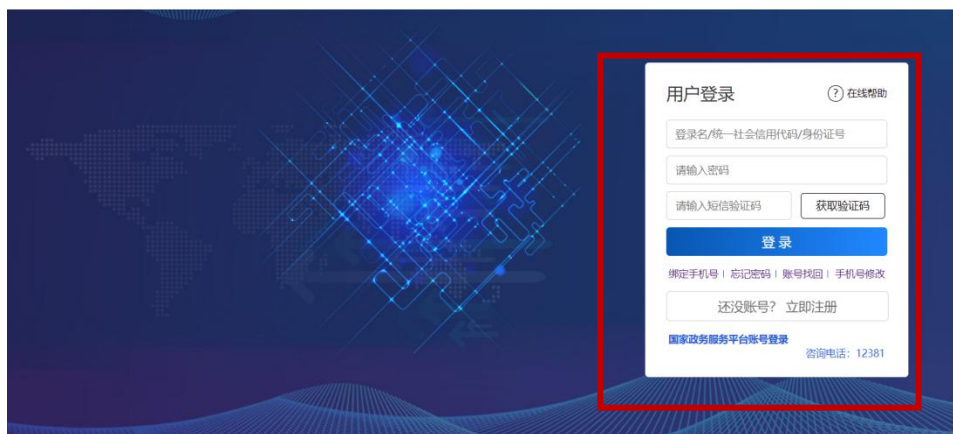 用户登录 ? 在线帮助
登录名/统一社会信用代码/身份证号
请输入密码
请输入短信验证码 获取验证码
登录
绑定手机号 | 忘记密码 | 账号找回 | 手机号修改
还没账号? 立即注册
国家政务服务平台账号登录
咨询电话: 12381